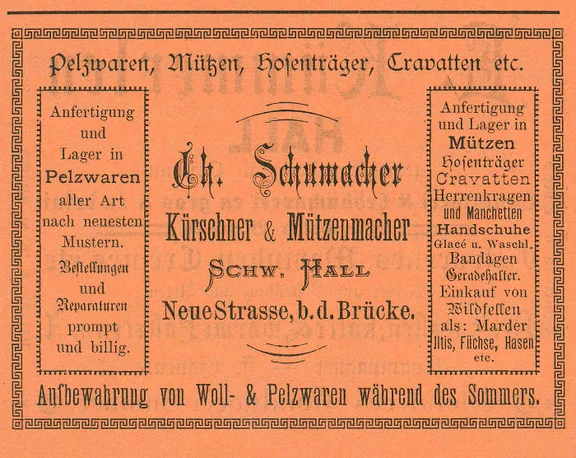 Pelzwaren, Mützen, Hosenträger, Cravatten etc.
Anfertigung
und
Lager in
Pelzwaren
aller Art
nach neuesten
Mustern.
Bestellungen
und
Reparaturen
prompt
und billig.
Ch. Schumacher
Kürschner & Mützenmacher
Schw. Hall
Neue Strasse, b. d. Brücke.
Anfertigung
und Lager in
Mützen
Hosenträger
Cravatten
Herrenkragen
und Manchetten
Handschuhe
Glacé u. Waschl.
Bandagen
Geradehalter.
Einkauf von
Wildfellen
als: Marder
Iltis, Füchse, Hasen
etc.
Aufbewahrung von Woll- & Pelzwaren während des Sommers.